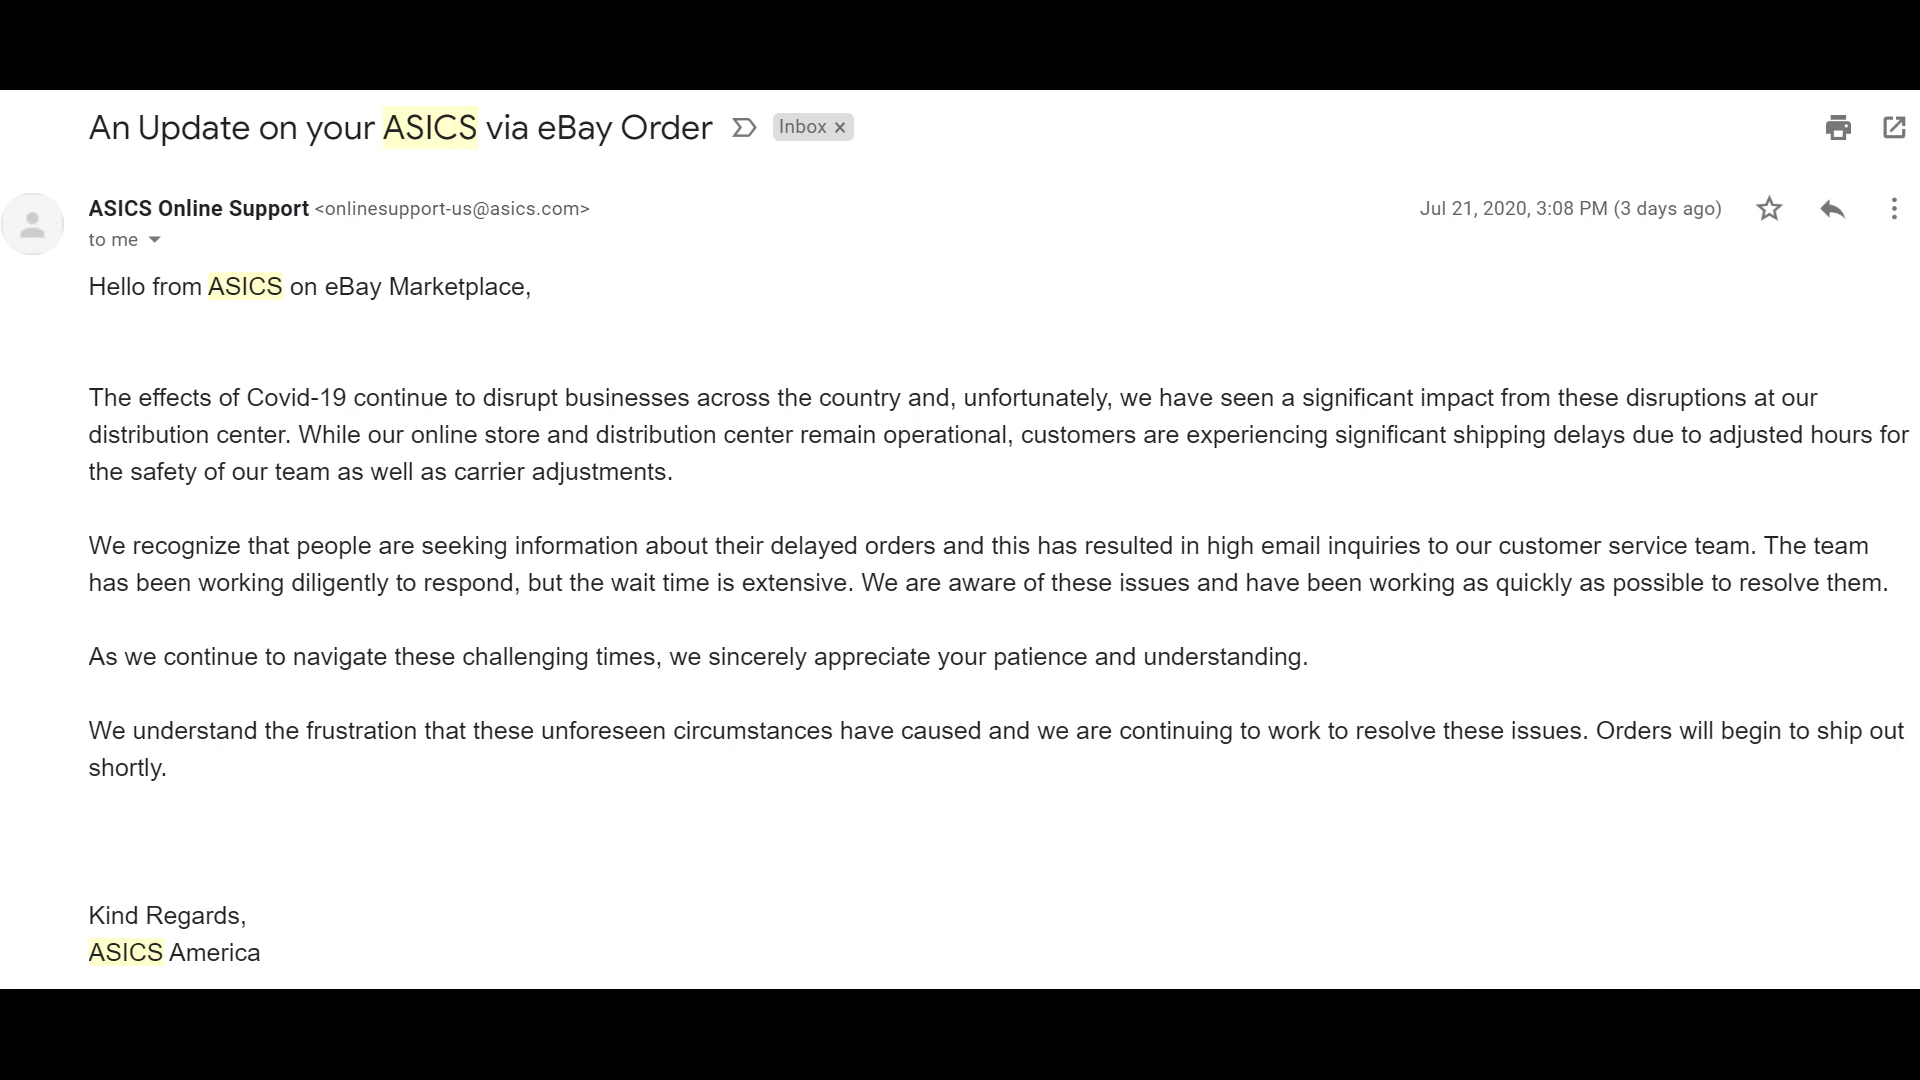 An Update on your ASICS via eBay Order Inbox ×
ASICS Online Support <onlinesupport-us@asics.com> Jul 21, 2020, 3:08 PM (3 days ago)
to me
Hello from ASICS on eBay Marketplace,
The effects of Covid-19 continue to disrupt businesses across the country and, unfortunately, we have seen a significant impact from these disruptions at our
distribution center. While our online store and distribution center remain operational, customers are experiencing significant shipping delays due to adjusted hours for
the safety of our team as well as carrier adjustments.
We recognize that people are seeking information about their delayed orders and this has resulted in high email inquiries to our customer service team. The team
has been working diligently to respond, but the wait time is extensive. We are aware of these issues and have been working as quickly as possible to resolve them.
As we continue to navigate these challenging times, we sincerely appreciate your patience and understanding.
We understand the frustration that these unforeseen circumstances have caused and we are continuing to work to resolve these issues. Orders will begin to ship out
shortly.
Kind Regards,
ASICS America